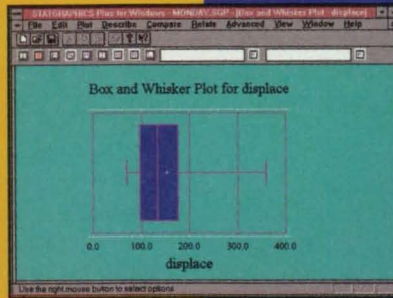 STATGRAPHICS Plus for Windows - MONDAY.SGP - [Box and Whisker Plot - displace]
File Edit Plot Describe Compare Relate Advanced View Window Help
Box and Whisker Plot for displace
0.0 100.0 200.0 300.0 400.0
displace
Use the right mouse button to select options